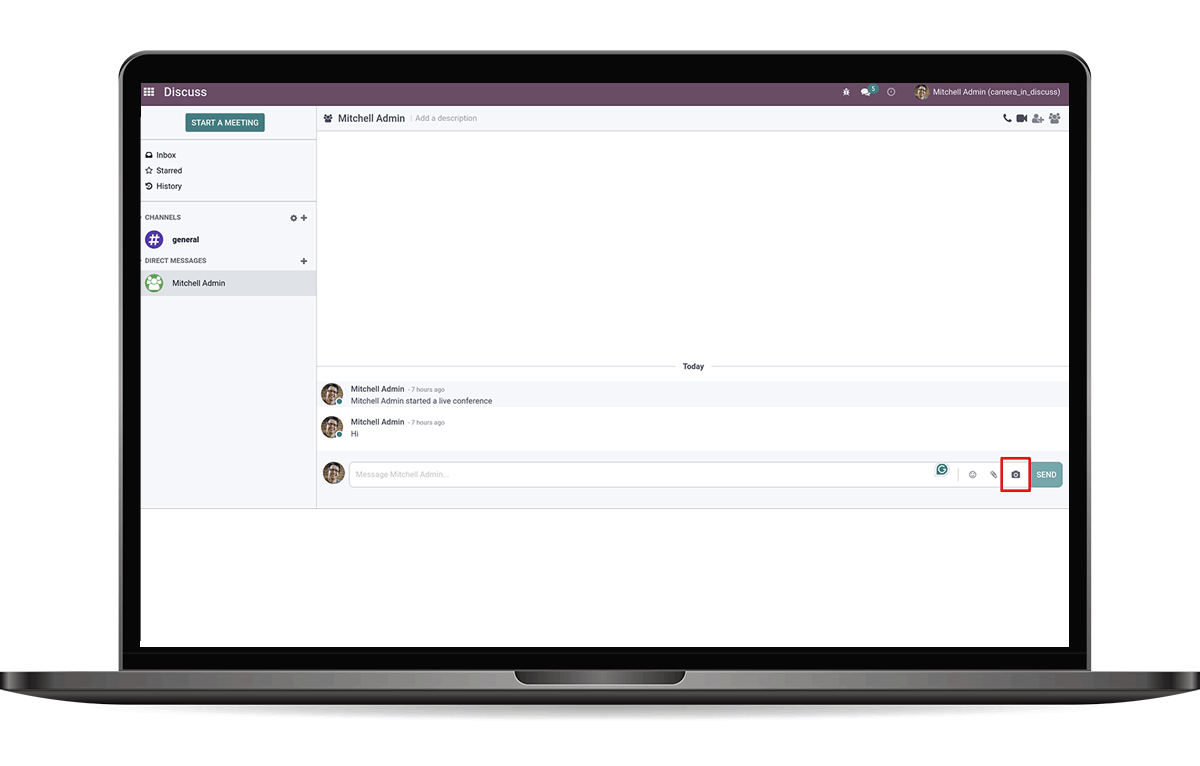 Discuss
5
Mitchell Admin (camera_in_discuss)
START A MEETING
Inbox
Starred
History
CHANNELS
general
DIRECT MESSAGES
Mitchell Admin
Mitchell Admin
Add a description
Today
Mitchell Admin - 7 hours ago
Mitchell Admin started a live conference
Mitchell Admin - 7 hours ago
Hi
Message Mitchell Admin...
SEND